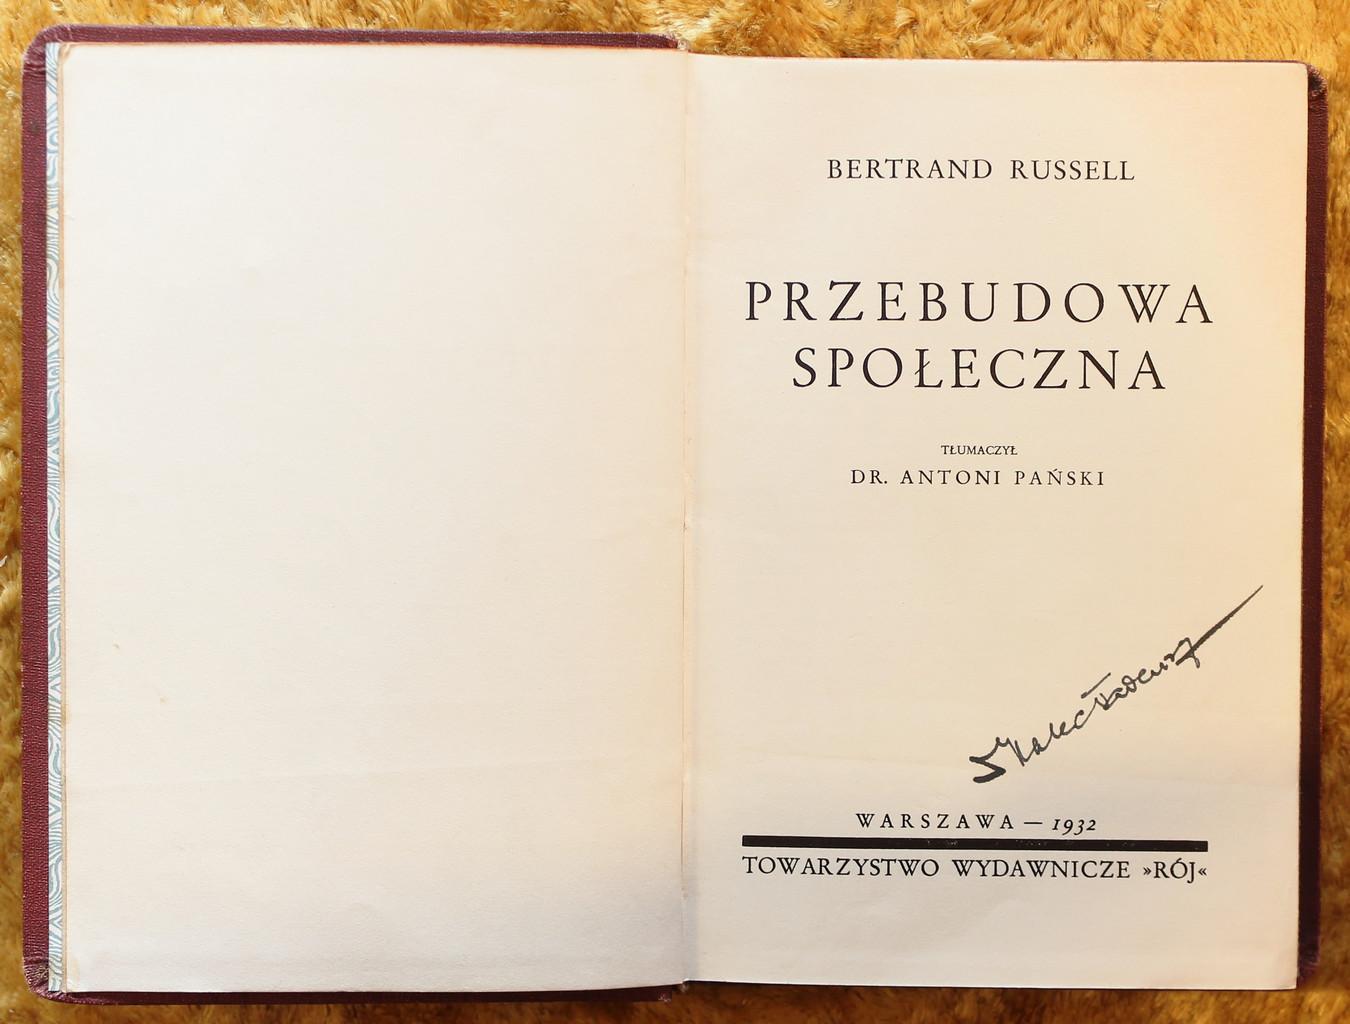 BERTRAND RUSSELL
PRZEBUDOWA
SPOŁECZNA
TŁUMACZYŁ
DR. ANTONI PAŃSKI
WARSZAWA — 1932
TOWARZYSTWO WYDAWNICZE »RÓJ«